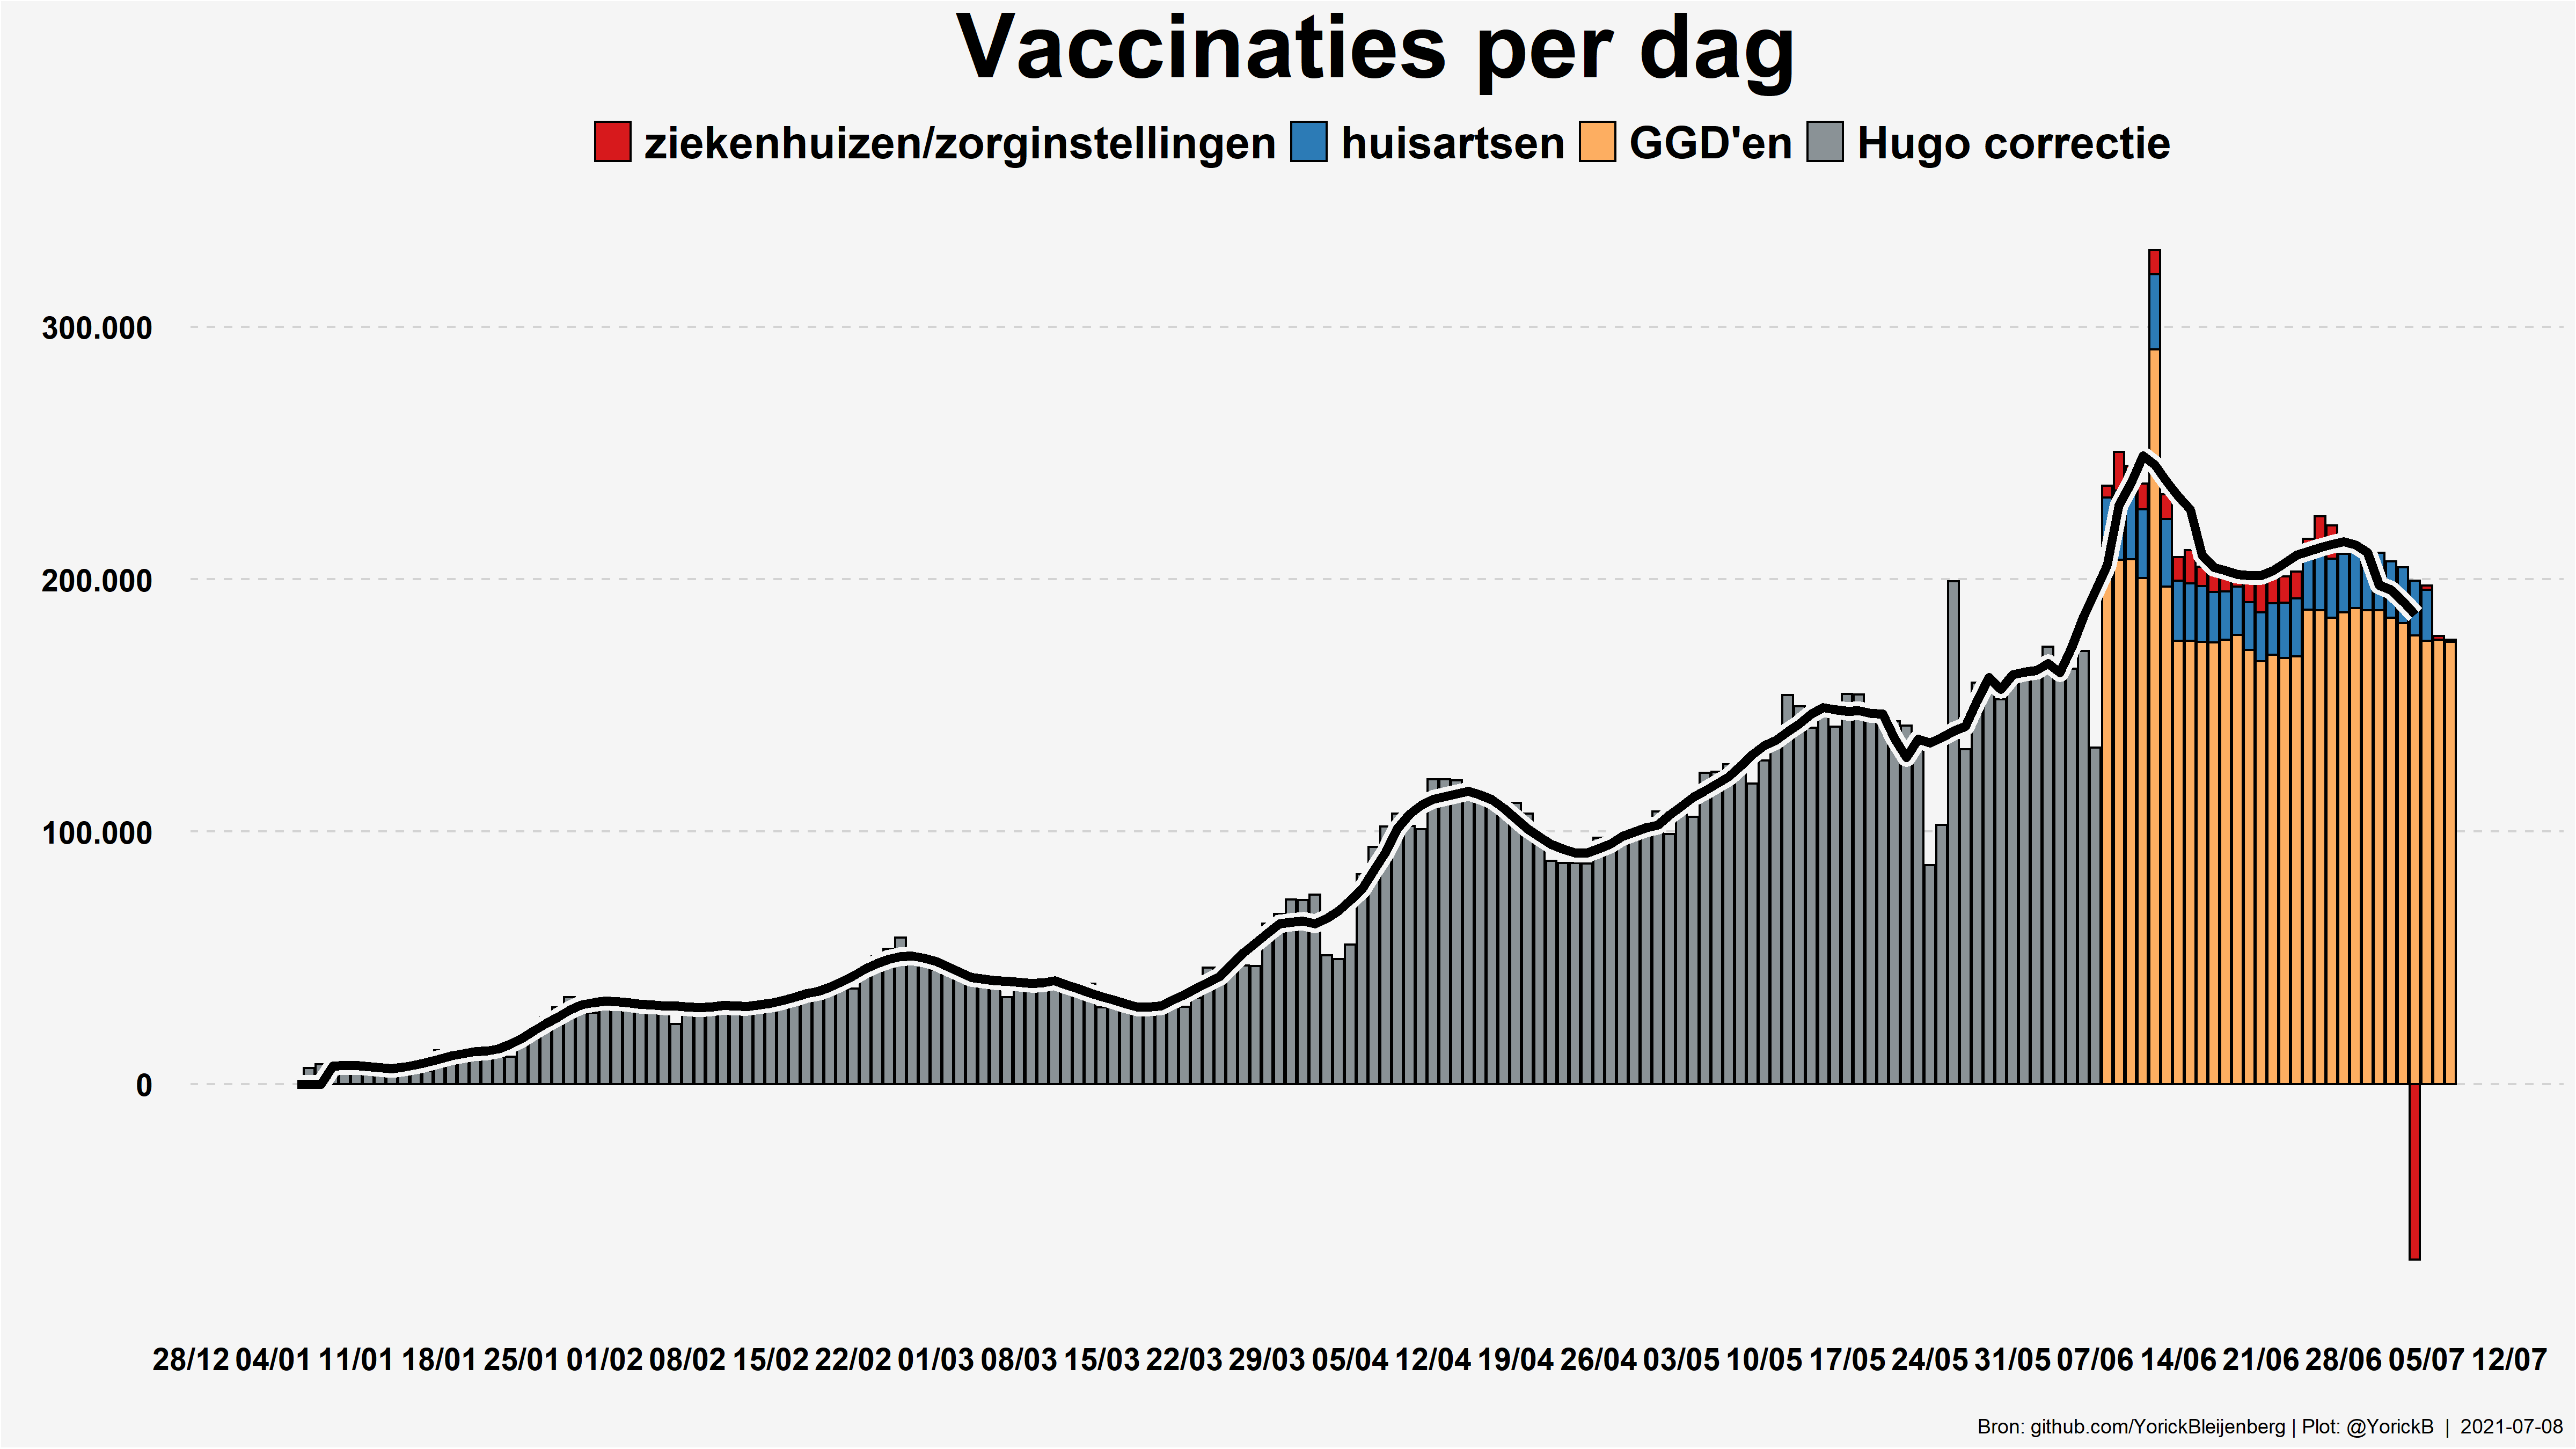 Vaccinaties per dag
ziekenhuizen/zorginstellingen huisartsen GGD'en Hugo correctie
300.000
200.000
100.000
0
28/12 04/01 11/01 18/01 25/01 01/02 08/02 15/02 22/02 01/03 08/03 15/03 22/03 29/03 05/04 12/04 19/04 26/04 03/05 10/05 17/05 24/05 31/05 07/06 14/06 21/06 28/06 05/07 12/07
Bron: github.com/YorickBleijenberg | Plot: @YorickB | 2021-07-08